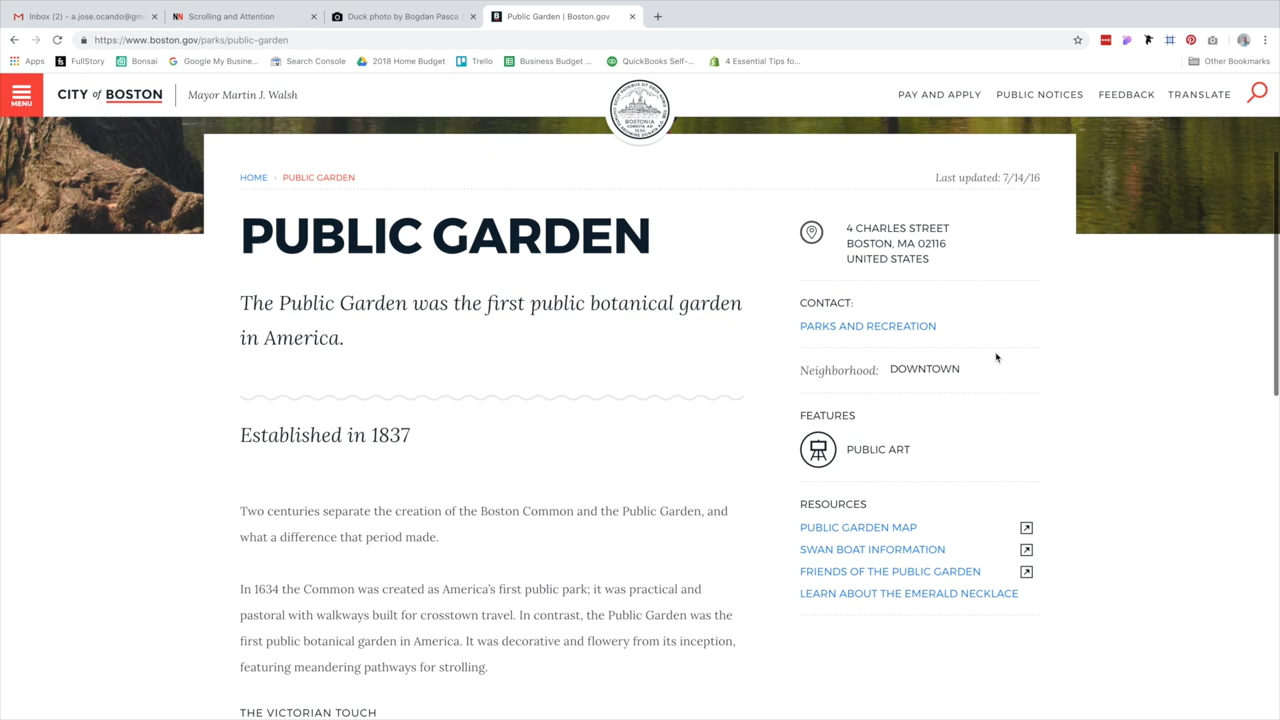 Inbox (2) - a.jose.ocando@gm
Scrolling and Attention
Duck photo by Bogdan Pasca
Public Garden | Boston.gov
https://www.boston.gov/parks/public-garden
Apps
FullStory
Bonsai
Google My Busine...
Search Console
2018 Home Budget
Trello
Business Budget ...
QuickBooks Self-...
4 Essential Tips fo...
Other Bookmarks
MENU
CITY of BOSTON
Mayor Martin J. Walsh
BOSTONIA
PAY AND APPLY
PUBLIC NOTICES
FEEDBACK
TRANSLATE
HOME › PUBLIC GARDEN
Last updated: 7/14/16
PUBLIC GARDEN
The Public Garden was the first public botanical garden
in America.
Established in 1837
Two centuries separate the creation of the Boston Common and the Public Garden, and
what a difference that period made.
In 1634 the Common was created as America's first public park; it was practical and
pastoral with walkways built for crosstown travel. In contrast, the Public Garden was the
first public botanical garden in America. It was decorative and flowery from its inception,
featuring meandering pathways for strolling.
THE VICTORIAN TOUCH
4 CHARLES STREET
BOSTON, MA 02116
UNITED STATES
CONTACT:
PARKS AND RECREATION
Neighborhood: DOWNTOWN
FEATURES
PUBLIC ART
RESOURCES
PUBLIC GARDEN MAP
SWAN BOAT INFORMATION
FRIENDS OF THE PUBLIC GARDEN
LEARN ABOUT THE EMERALD NECKLACE